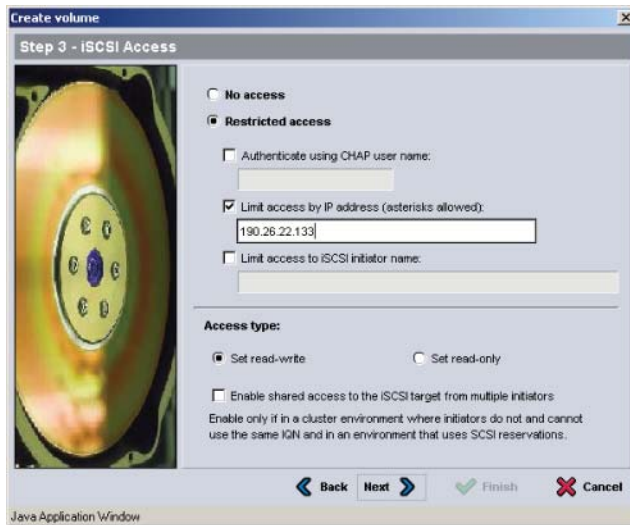 Create volume
Step 3 - iSCSI Access
No access
Restricted access
Authenticate using CHAP user name:
Limit access by IP address (asterisks allowed):
190.26.22.133
Limit access to iSCSI initiator name:
Access type:
Set read-write
Set read-only
Enable shared access to the iSCSI target from multiple initiators
Enable only if in a cluster environment where initiators do not and cannot
use the same IQN and in an environment that uses SCSI reservations.
Back Next Finish Cancel
Java Application Window